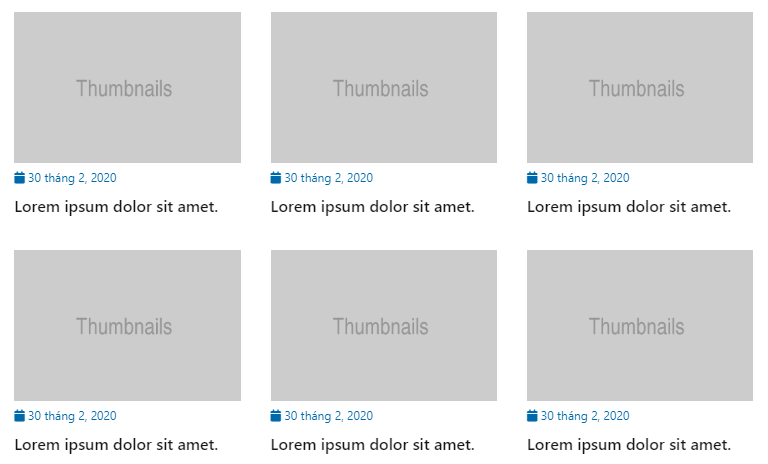 Thumbnails Thumbnails Thumbnails
30 tháng 2, 2020 30 tháng 2, 2020 30 tháng 2, 2020
Lorem ipsum dolor sit amet. Lorem ipsum dolor sit amet. Lorem ipsum dolor sit amet.
Thumbnails Thumbnails Thumbnails
30 tháng 2, 2020 30 tháng 2, 2020 30 tháng 2, 2020
Lorem ipsum dolor sit amet. Lorem ipsum dolor sit amet. Lorem ipsum dolor sit amet.